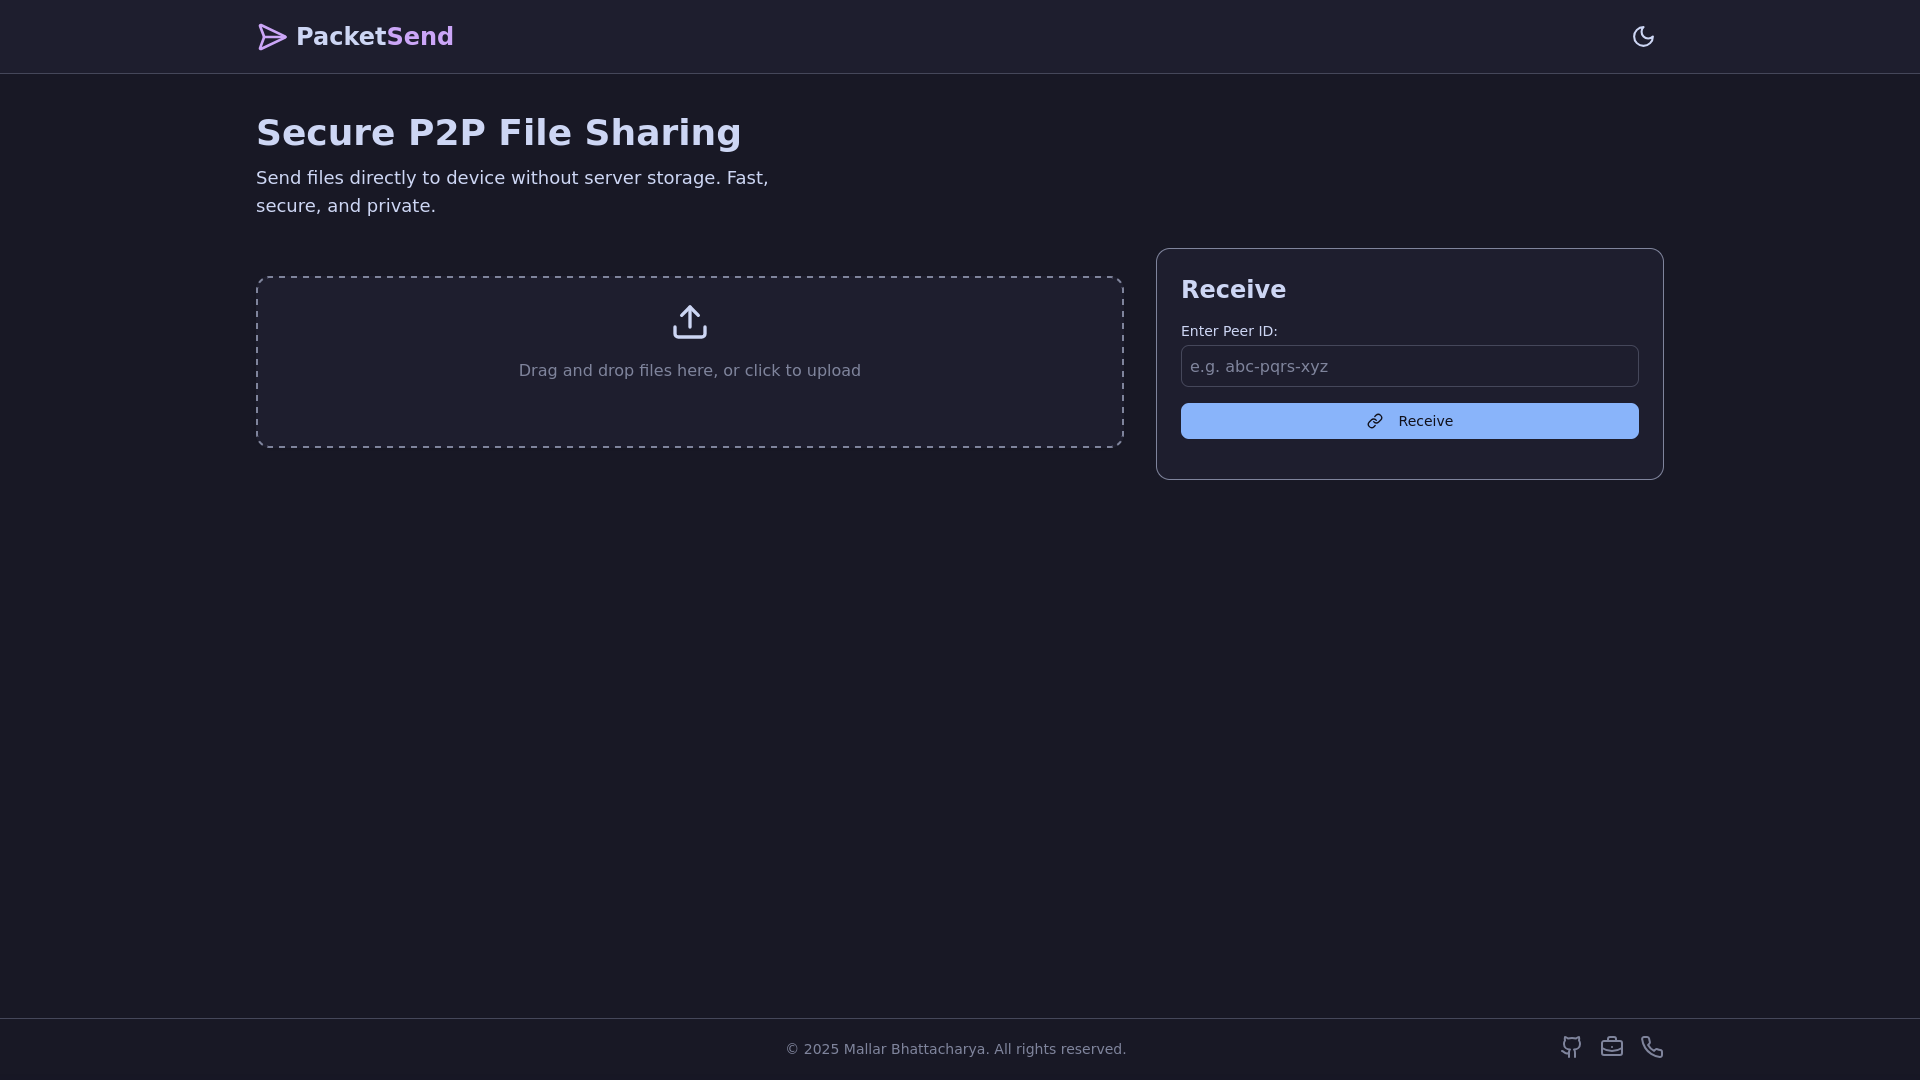 PacketSend
Secure P2P File Sharing
Send files directly to device without server storage. Fast,
secure, and private.
Drag and drop files here, or click to upload
Receive
Enter Peer ID:
e.g. abc-pqrs-xyz
Receive
© 2025 Mallar Bhattacharya. All rights reserved.